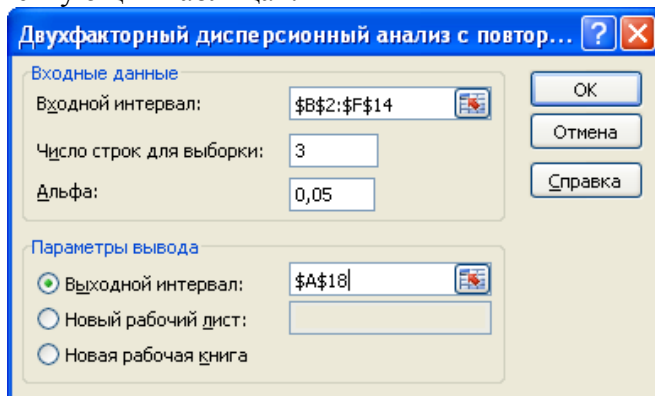 Двухфакторный дисперсионный анализ с повтор...
Входные данные
Входной интервал: $B$2:$F$14
Число строк для выборки: 3
Альфа: 0,05
ОК
Отмена
Справка
Параметры вывода
Выходной интервал: $A$18
Новый рабочий лист:
Новая рабочая книга